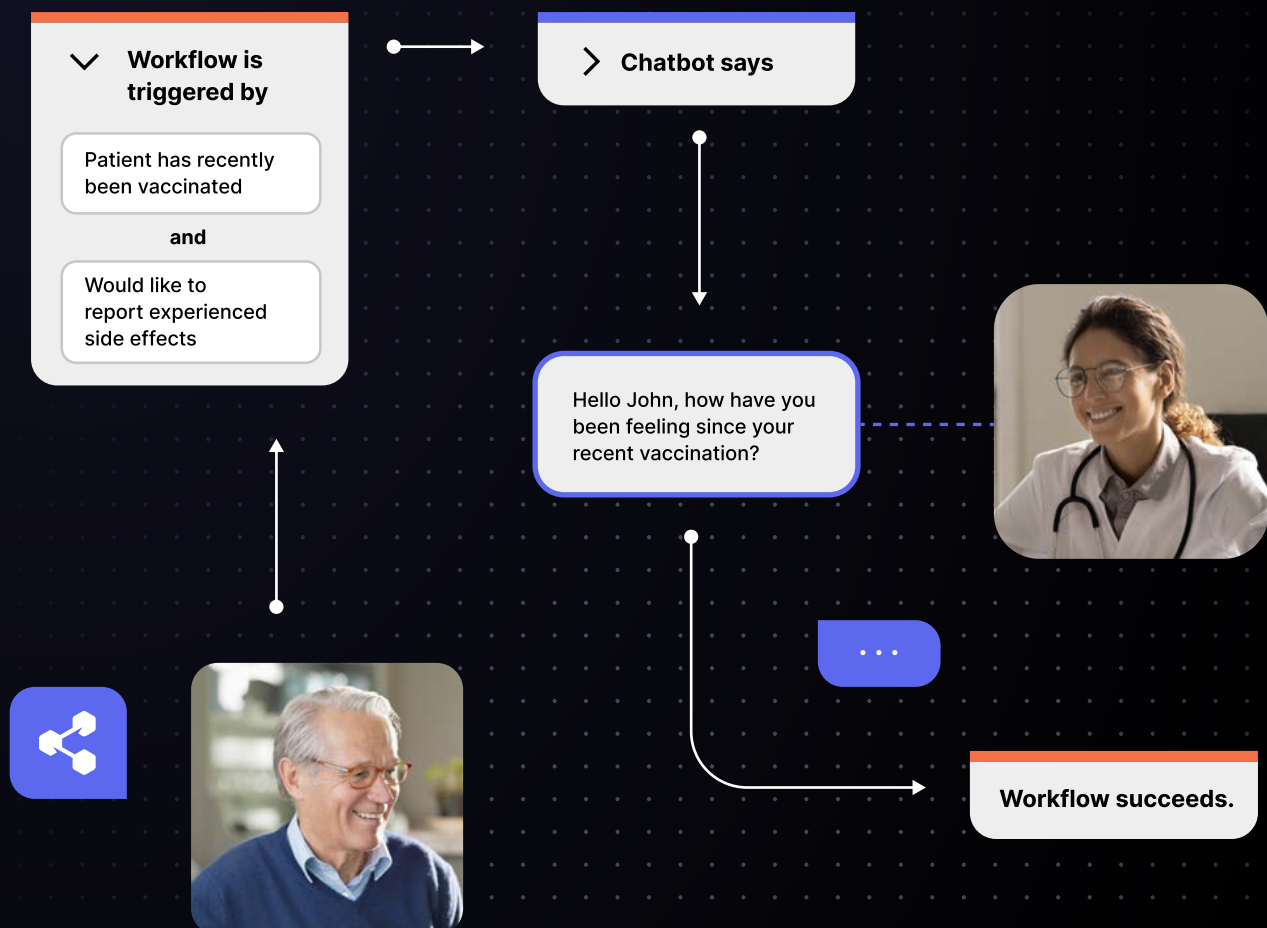 Workflow is
triggered by
Patient has recently
been vaccinated
and
Would like to
report experienced
side effects
Chatbot says
Hello John, how have you
been feeling since your
recent vaccination?
Workflow succeeds.